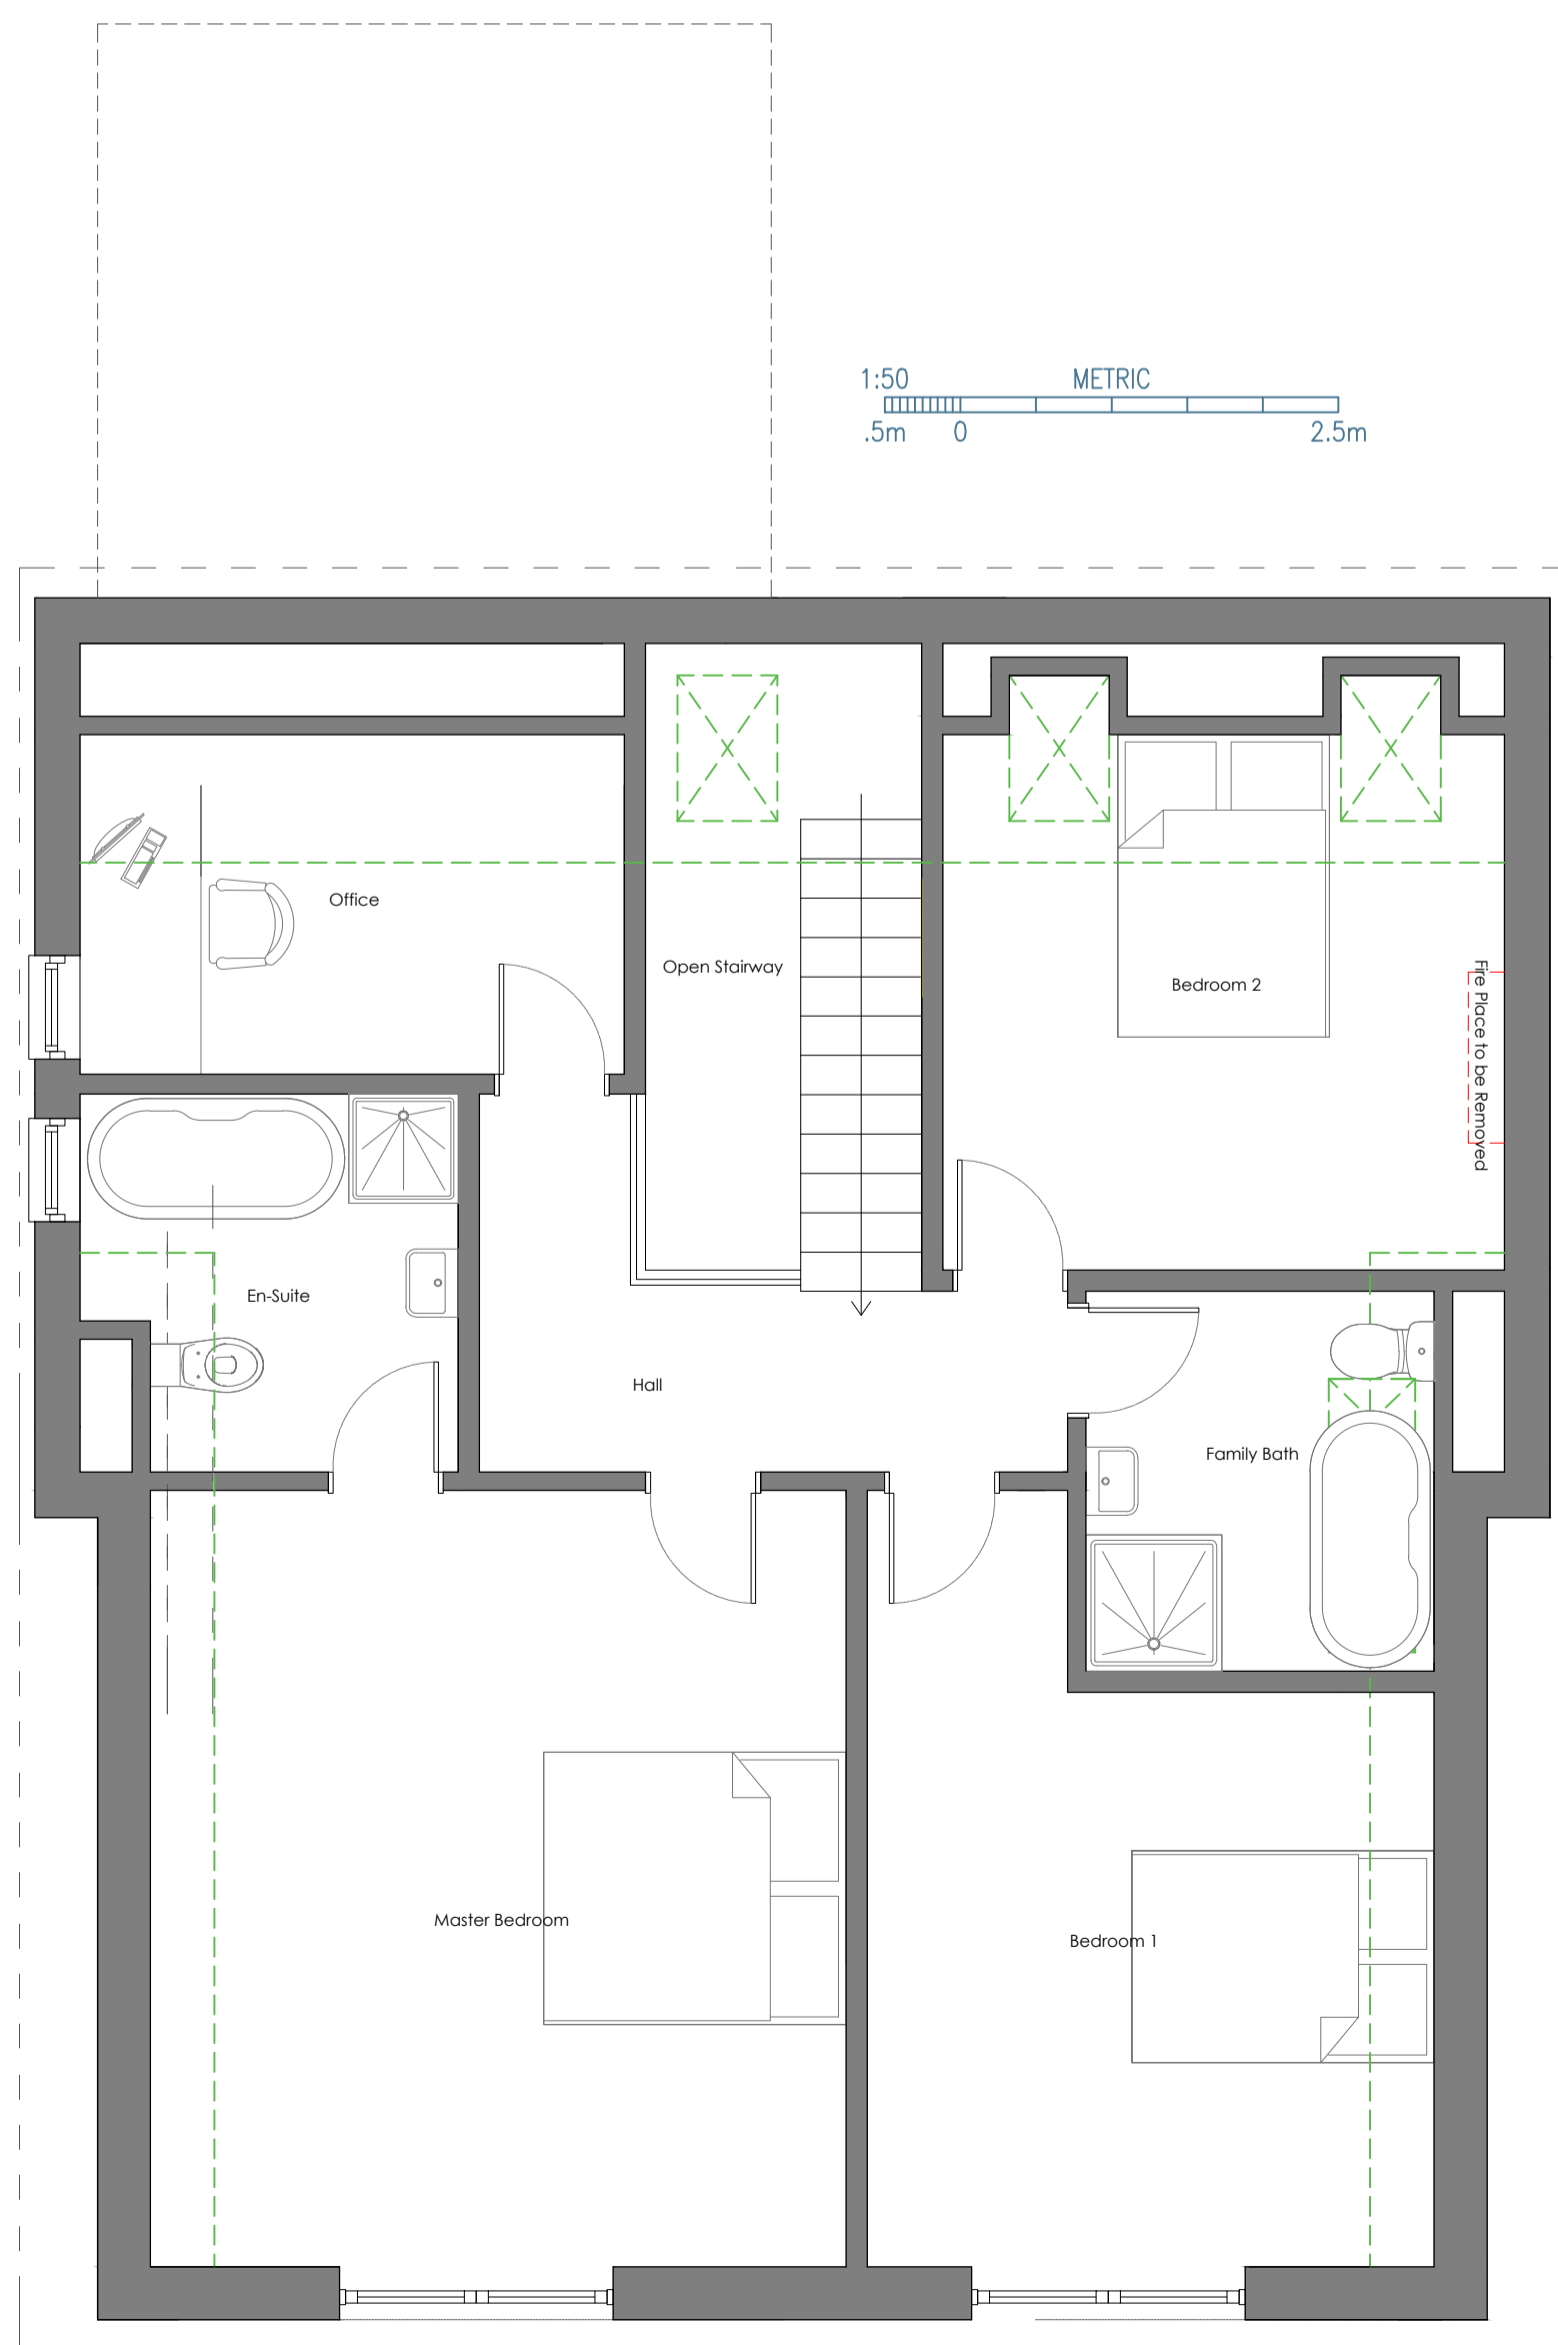 1:50 METRIC
.5m 0 2.5m
Office
Open Stairway
Bedroom 2
Fire Place to be Removed
En-Suite
Hall
Family Bath
Master Bedroom
Bedroom 1